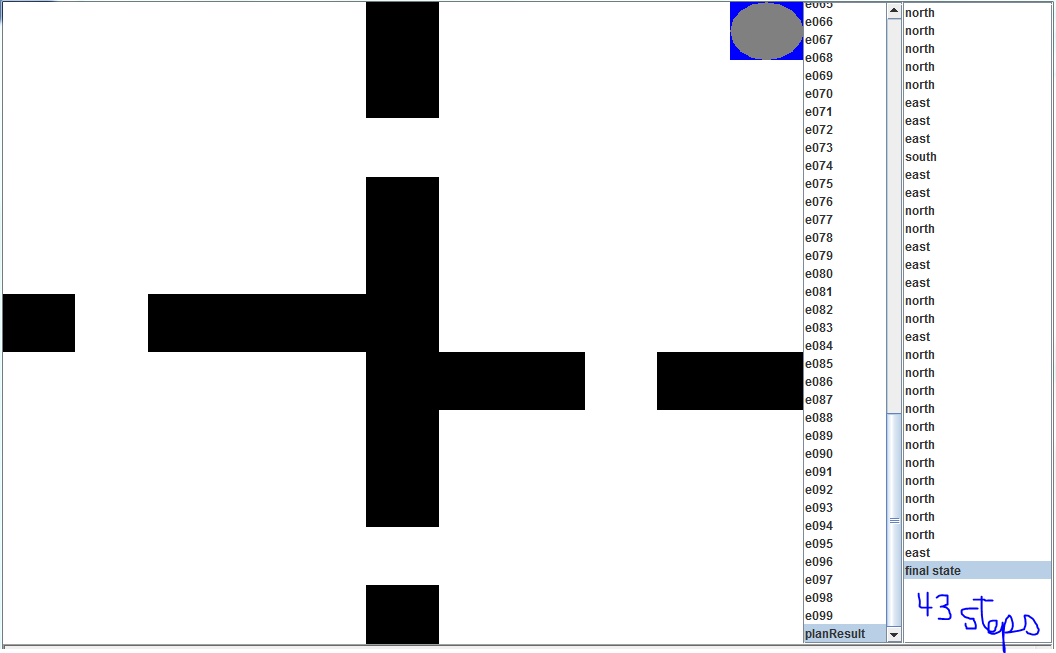 e065
e066
e067
e068
e069
e070
e071
e072
e073
e074
e075
e076
e077
e078
e079
e080
e081
e082
e083
e084
e085
e086
e087
e088
e089
e090
e091
e092
e093
e094
e095
e096
e097
e098
e099
planResult
north
north
north
north
north
east
east
east
south
east
east
north
north
east
east
east
north
north
east
north
north
north
north
north
north
north
north
north
north
north
east
final state
43 steps